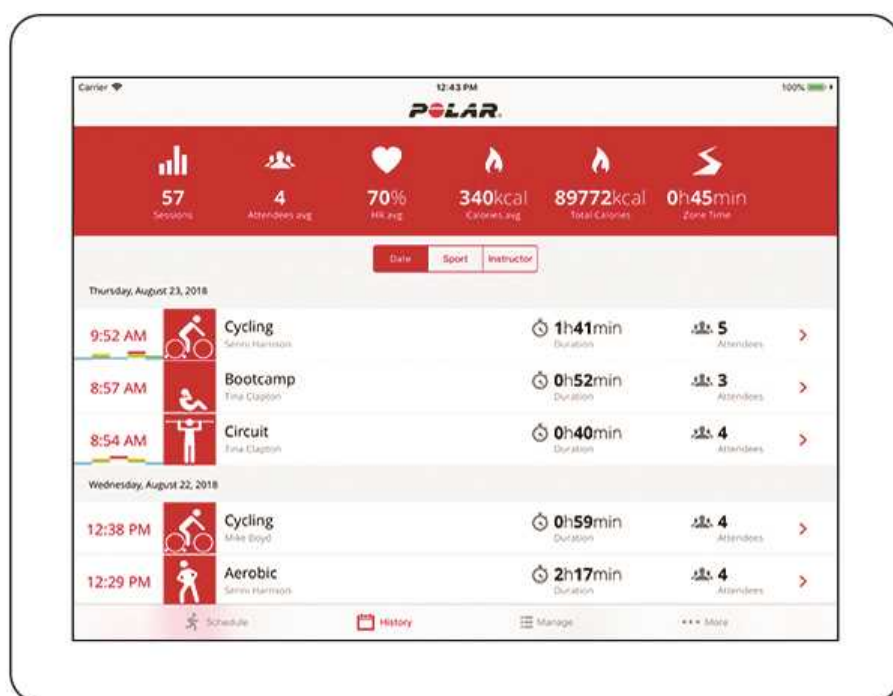 Carrier 12:43 PM 100%
POLAR.
57 4 70% 340kcal 89772kcal 0h45min
Sessions Attendees avg HR avg Calories avg Total Calories Zone Time
Date Sport Instructor
Thursday, August 23, 2018
9:52 AM Cycling 1h41min 5
Senni Harmison Duration Attendees
8:57 AM Bootcamp 0h52min 3
Tina Clapton Duration Attendees
8:54 AM Circuit 0h40min 4
Tina Clapton Duration Attendees
Wednesday, August 22, 2018
12:38 PM Cycling 0h59min 4
Mike Boyd Duration Attendees
12:29 PM Aerobic 2h17min 4
Senni Harmison Duration Attendees
Schedule History Manage More